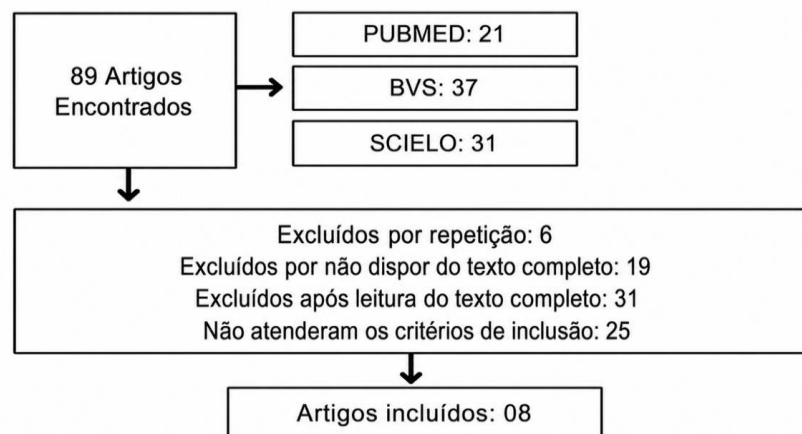 89 Artigos
Encontrados
PUBMED: 21
BVS: 37
SCIELO: 31
Excluídos por repetição: 6
Excluídos por não dispor do texto completo: 19
Excluídos após leitura do texto completo: 31
Não atenderam os critérios de inclusão: 25
Artigos incluídos: 08